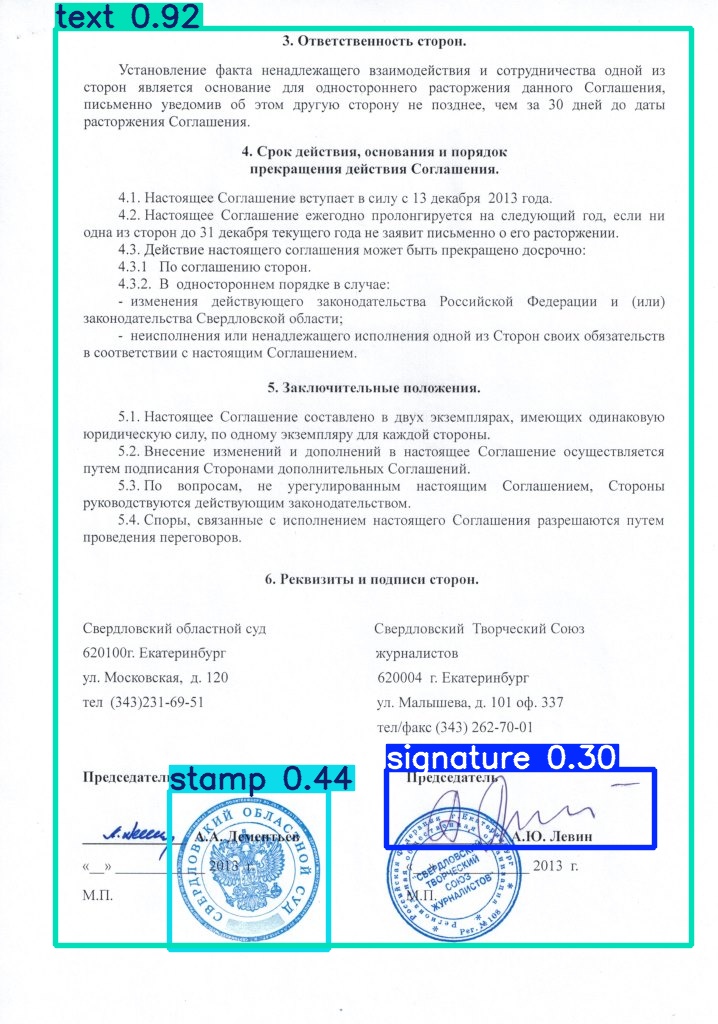 text 0.92
3. Ответственность сторон.
Установление факта ненадлежащего взаимодействия и сотрудничества одной из
сторон является основание для одностороннего расторжения данного Соглашения,
письменно уведомив об этом другую сторону не позднее, чем за 30 дней до даты
расторжения Соглашения.
4. Срок действия, основания и порядок
прекращения действия Соглашения.
4.1. Настоящее Соглашение вступает в силу с 13 декабря 2013 года.
4.2. Настоящее Соглашение ежегодно пролонгируется на следующий год, если ни
одна из сторон до 31 декабря текущего года не заявит письменно о его расторжении.
4.3. Действие настоящего соглашения может быть прекращено досрочно:
4.3.1 По соглашению сторон.
4.3.2. В одностороннем порядке в случае:
- изменения действующего законодательства Российской Федерации и (или)
законодательства Свердловской области;
- неисполнения или ненадлежащего исполнения одной из Сторон своих обязательств
в соответствии с настоящим Соглашением.
5. Заключительные положения.
5.1. Настоящее Соглашение составлено в двух экземплярах, имеющих одинаковую
юридическую силу, по одному экземпляру для каждой стороны.
5.2. Внесение изменений и дополнений в настоящее Соглашение осуществляется
путем подписания Сторонами дополнительных Соглашений.
5.3. По вопросам, не урегулированным настоящим Соглашением, Стороны
руководствуются действующим законодательством.
5.4. Споры, связанные с исполнением настоящего Соглашения разрешаются путем
проведения переговоров.
6. Реквизиты и подписи сторон.
Свердловский областной суд
620100г. Екатеринбург
ул. Московская, д. 120
тел (343)231-69-51
Свердловский Творческий Союз
журналистов
620004 г. Екатеринбург
ул. Малышева, д. 101 оф. 337
тел/факс (343) 262-70-01
signature 0.30
stamp 0.44
Председатель
А.А. Дементьев
«__» ____________ 2013 г.
М.П.
СВЕРДЛОВСКИЙ ОБЛАСТНОЙ СУД
Председатель
А.Ю. Левин
2013 г.
М.П.
СВЕРДЛОВСКИЙ
ТВОРЧЕСКИЙ
СОЮЗ
ЖУРНАЛИСТОВ
Рег. № 108